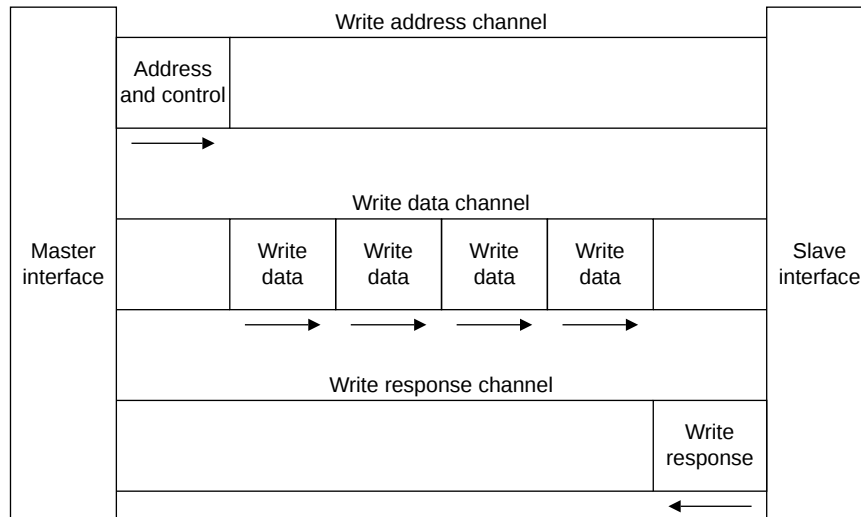 Write address channel
Address
and control
Write data channel
Master
interface
Write
data
Write
data
Write
data
Write
data
Slave
interface
Write response channel
Write
response